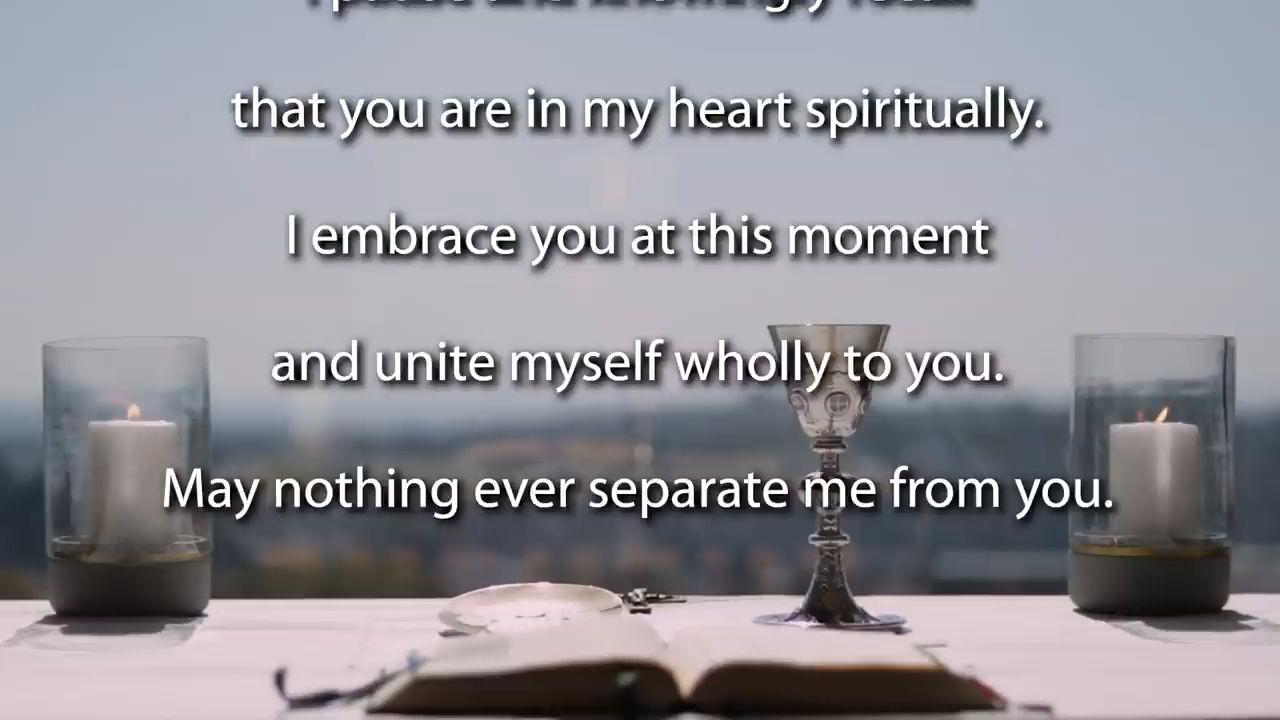 that you are in my heart spiritually.
I embrace you at this moment
and unite myself wholly to you.
May nothing ever separate me from you.